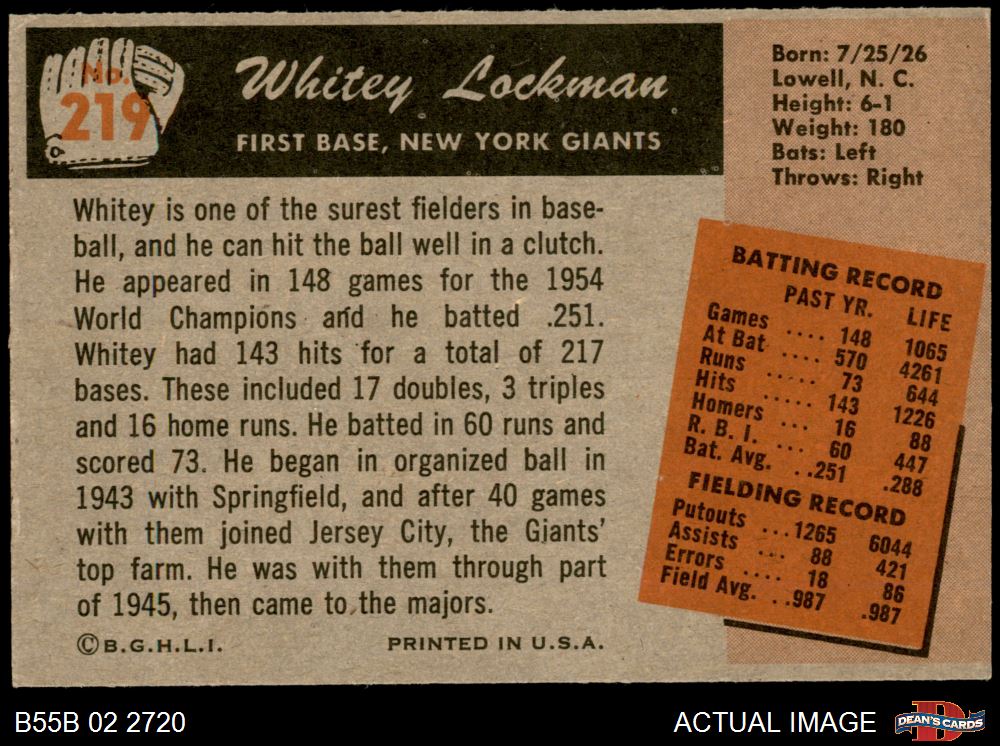 No.
219
Whitey Lockman
FIRST BASE, NEW YORK GIANTS
Born: 7/25/26
Lowell, N. C.
Height: 6-1
Weight: 180
Bats: Left
Throws: Right
Whitey is one of the surest fielders in base-
ball, and he can hit the ball well in a clutch.
He appeared in 148 games for the 1954
World Champions and he batted .251.
Whitey had 143 hits for a total of 217
bases. These included 17 doubles, 3 triples
and 16 home runs. He batted in 60 runs and
scored 73. He began in organized ball in
1943 with Springfield, and after 40 games
with them joined Jersey City, the Giants'
top farm. He was with them through part
of 1945, then came to the majors.
©B.G.H.L.I. PRINTED IN U.S.A.
BATTING RECORD
PAST YR. LIFE
Games .... 148 1065
At Bat .... 570 4261
Runs ..... 73 644
Hits ..... 143 1226
Homers ... 16 88
R. B. I. ... 60 447
Bat. Avg. ..251 .288
FIELDING RECORD
Putouts ...1265 6044
Assists ... 88 421
Errors .... 18 86
Field Avg. ..987 .987
B55B 02 2720
ACTUAL IMAGE
D
DEAN'S CARDS